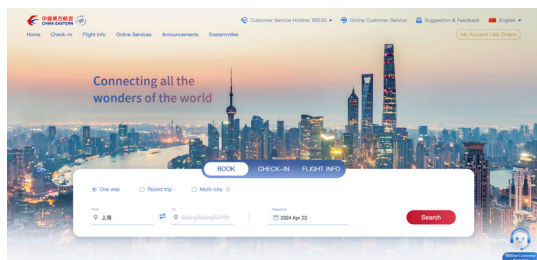 中國東方航空
CHINA EASTERN
Customer Service Hotline: 95530
Online Customer Service
Suggestion & Feedback
English
Home
Check-in
Flight Info
Online Services
Announcements
Eastermiles
My Account | My Orders
Connecting all the
wonders of the world
BOOK
CHECK-IN
FLIGHT INFO
One way
Round trip
Multi-city
From
To
Departure
上海
2024 Apr 22
Search
Online Customer